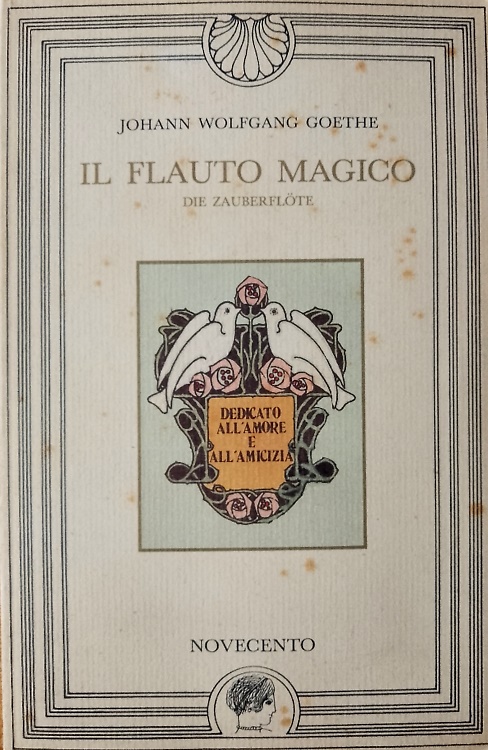 JOHANN WOLFGANG GOETHE
IL FLAUTO MAGICO
DIE ZAUBERFLÖTE
DEDICATO
ALL'AMORE
E
ALL'AMICIZIA
NOVECENTO